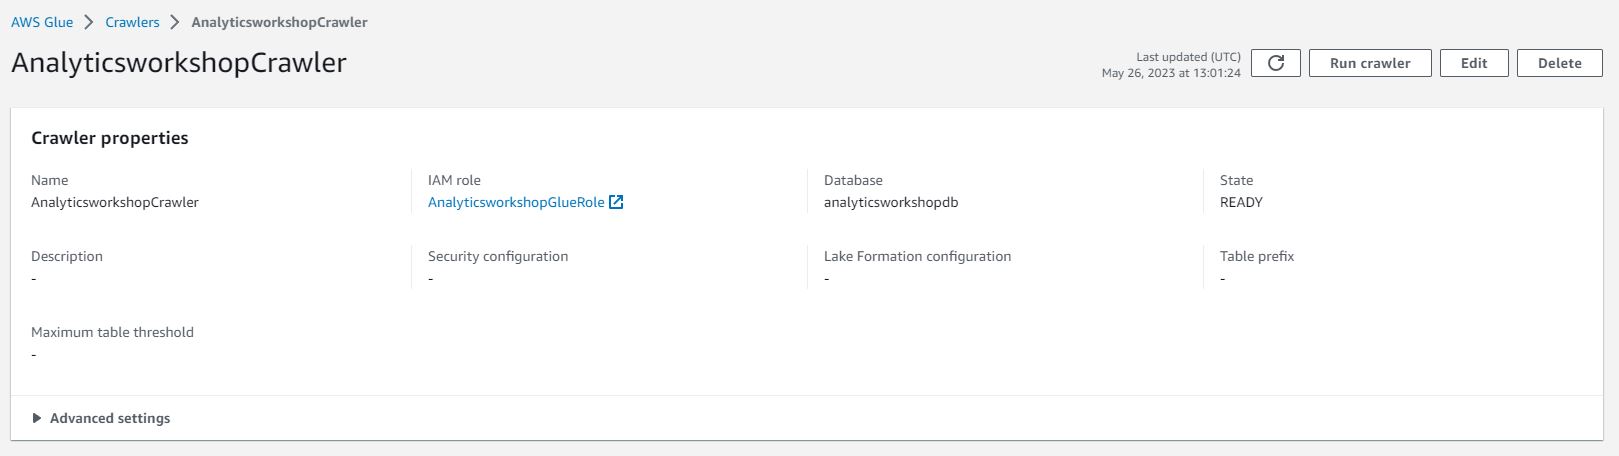 AWS Glue > Crawlers > AnalyticsworkshopCrawler
AnalyticsworkshopCrawler
Last updated (UTC)
May 26, 2023 at 13:01:24
Run crawler
Edit
Delete
Crawler properties
Name
AnalyticsworkshopCrawler
IAM role
AnalyticsworkshopGlueRole
Database
analyticsworkshopdb
State
READY
Description
-
Security configuration
-
Lake Formation configuration
-
Table prefix
-
Maximum table threshold
-
Advanced settings